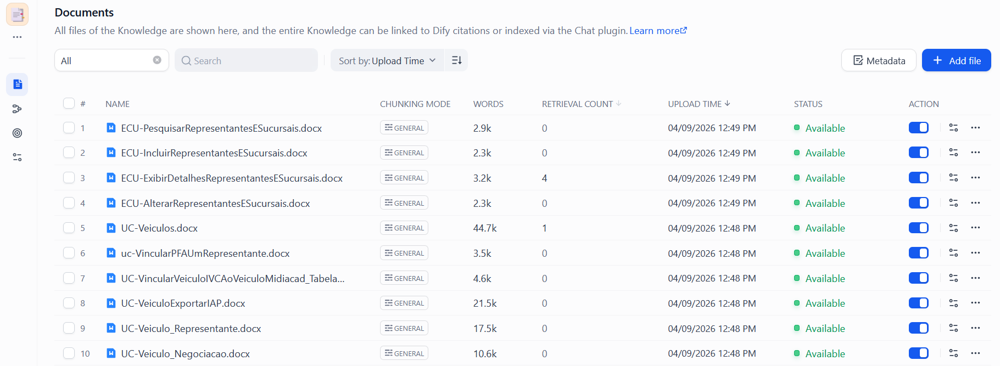 Documents
All files of the Knowledge are shown here, and the entire Knowledge can be linked to Dify citations or indexed via the Chat plugin. Learn more
All Search Sort by: Upload Time Metadata + Add file
# NAME CHUNKING MODE WORDS RETRIEVAL COUNT ↓ UPLOAD TIME ↓ STATUS ACTION
1 ECU-PesquisarRepresentantesESucursais.docx GENERAL 2.9k 0 04/09/2026 12:49 PM Available
2 ECU-IncluirRepresentantesESucursais.docx GENERAL 2.3k 0 04/09/2026 12:49 PM Available
3 ECU-ExibirDetalhesRepresentantesESucursais.docx GENERAL 3.2k 4 04/09/2026 12:49 PM Available
4 ECU-AlterarRepresentantesESucursais.docx GENERAL 2.3k 0 04/09/2026 12:49 PM Available
5 UC-Veiculos.docx GENERAL 44.7k 1 04/09/2026 12:48 PM Available
6 uc-VincularPFAUmRepresentante.docx GENERAL 3.5k 0 04/09/2026 12:48 PM Available
7 UC-VincularVeiculoIVCAoVeiculoMidiacad_Tabela... GENERAL 4.6k 0 04/09/2026 12:48 PM Available
8 UC-VeiculoExportarIAP.docx GENERAL 21.5k 0 04/09/2026 12:48 PM Available
9 UC-Veiculo_Representante.docx GENERAL 17.5k 0 04/09/2026 12:48 PM Available
10 UC-Veiculo_Negociacao.docx GENERAL 10.6k 0 04/09/2026 12:48 PM Available